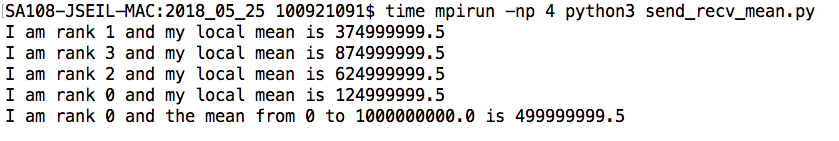 SA108-JSEIL-MAC:2018_05_25 100921091$ time mpirun -np 4 python3 send_recv_mean.py
I am rank 1 and my local mean is 374999999.5
I am rank 3 and my local mean is 874999999.5
I am rank 2 and my local mean is 624999999.5
I am rank 0 and my local mean is 124999999.5
I am rank 0 and the mean from 0 to 1000000000.0 is 499999999.5